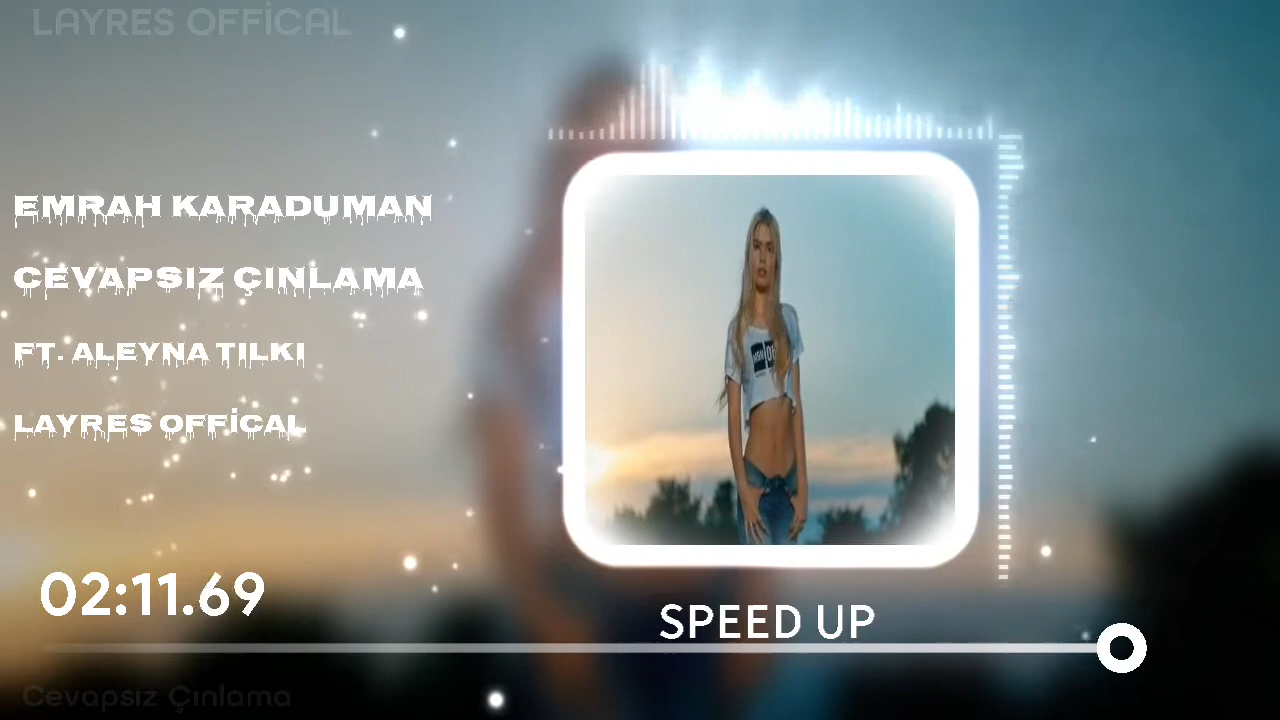 LAYRES OFFİCAL
EMRAH KARADUMAN
CEVAPSIZ ÇINLAMA
FT. ALEYNA TILKI
LAYRES OFFİCAL
02:11.69
SPEED UP
Cevapsız Çınlama